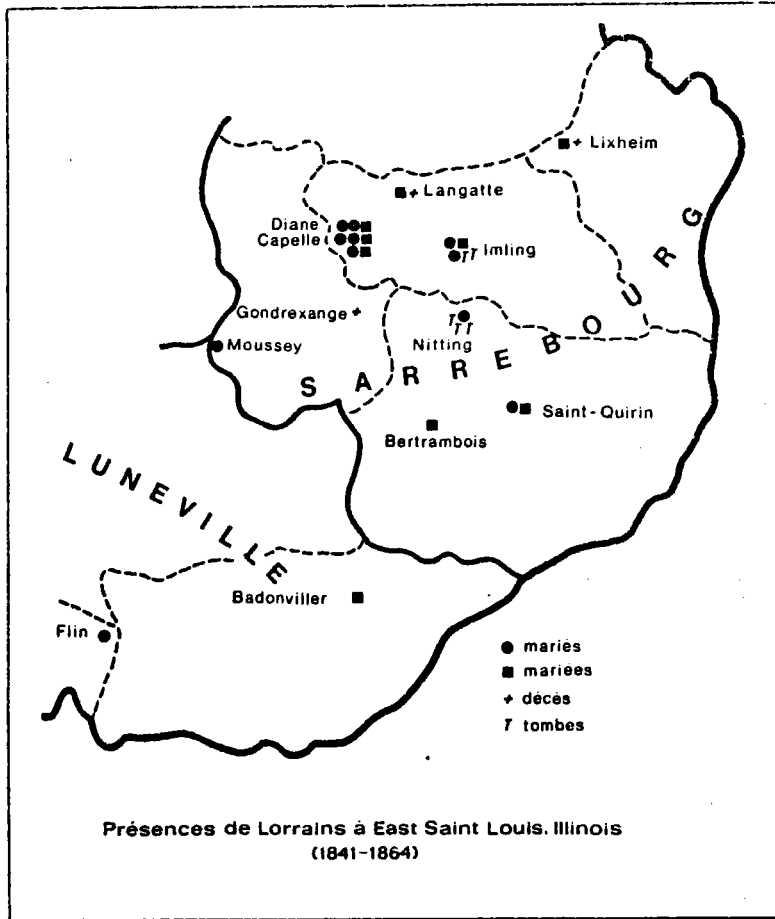 Lixheim
Langatte
Diane
Capelle
Imling
Gondrexange
Nitting
Moussey
SARREBOURG
Saint-Quirin
Bertrambois
LUNEVILLE
Badonviller
Flin
mariés
mariées
décès
tombes
Présences de Lorrains à East Saint Louis. Illinois
(1841-1864)